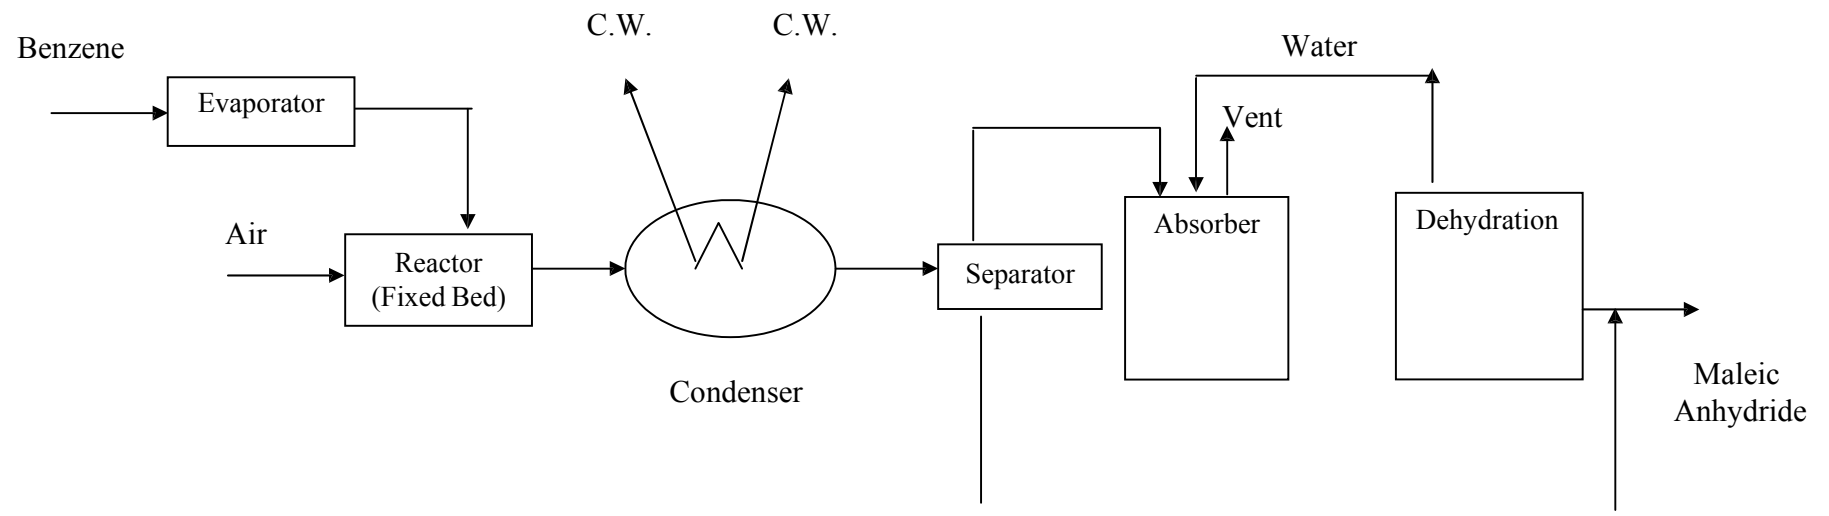 C.W.
C.W.
Benzene
Water
Evaporator
Vent
Air
Absorber
Dehydration
Reactor
(Fixed Bed)
Separator
Condenser
Maleic
Anhydride